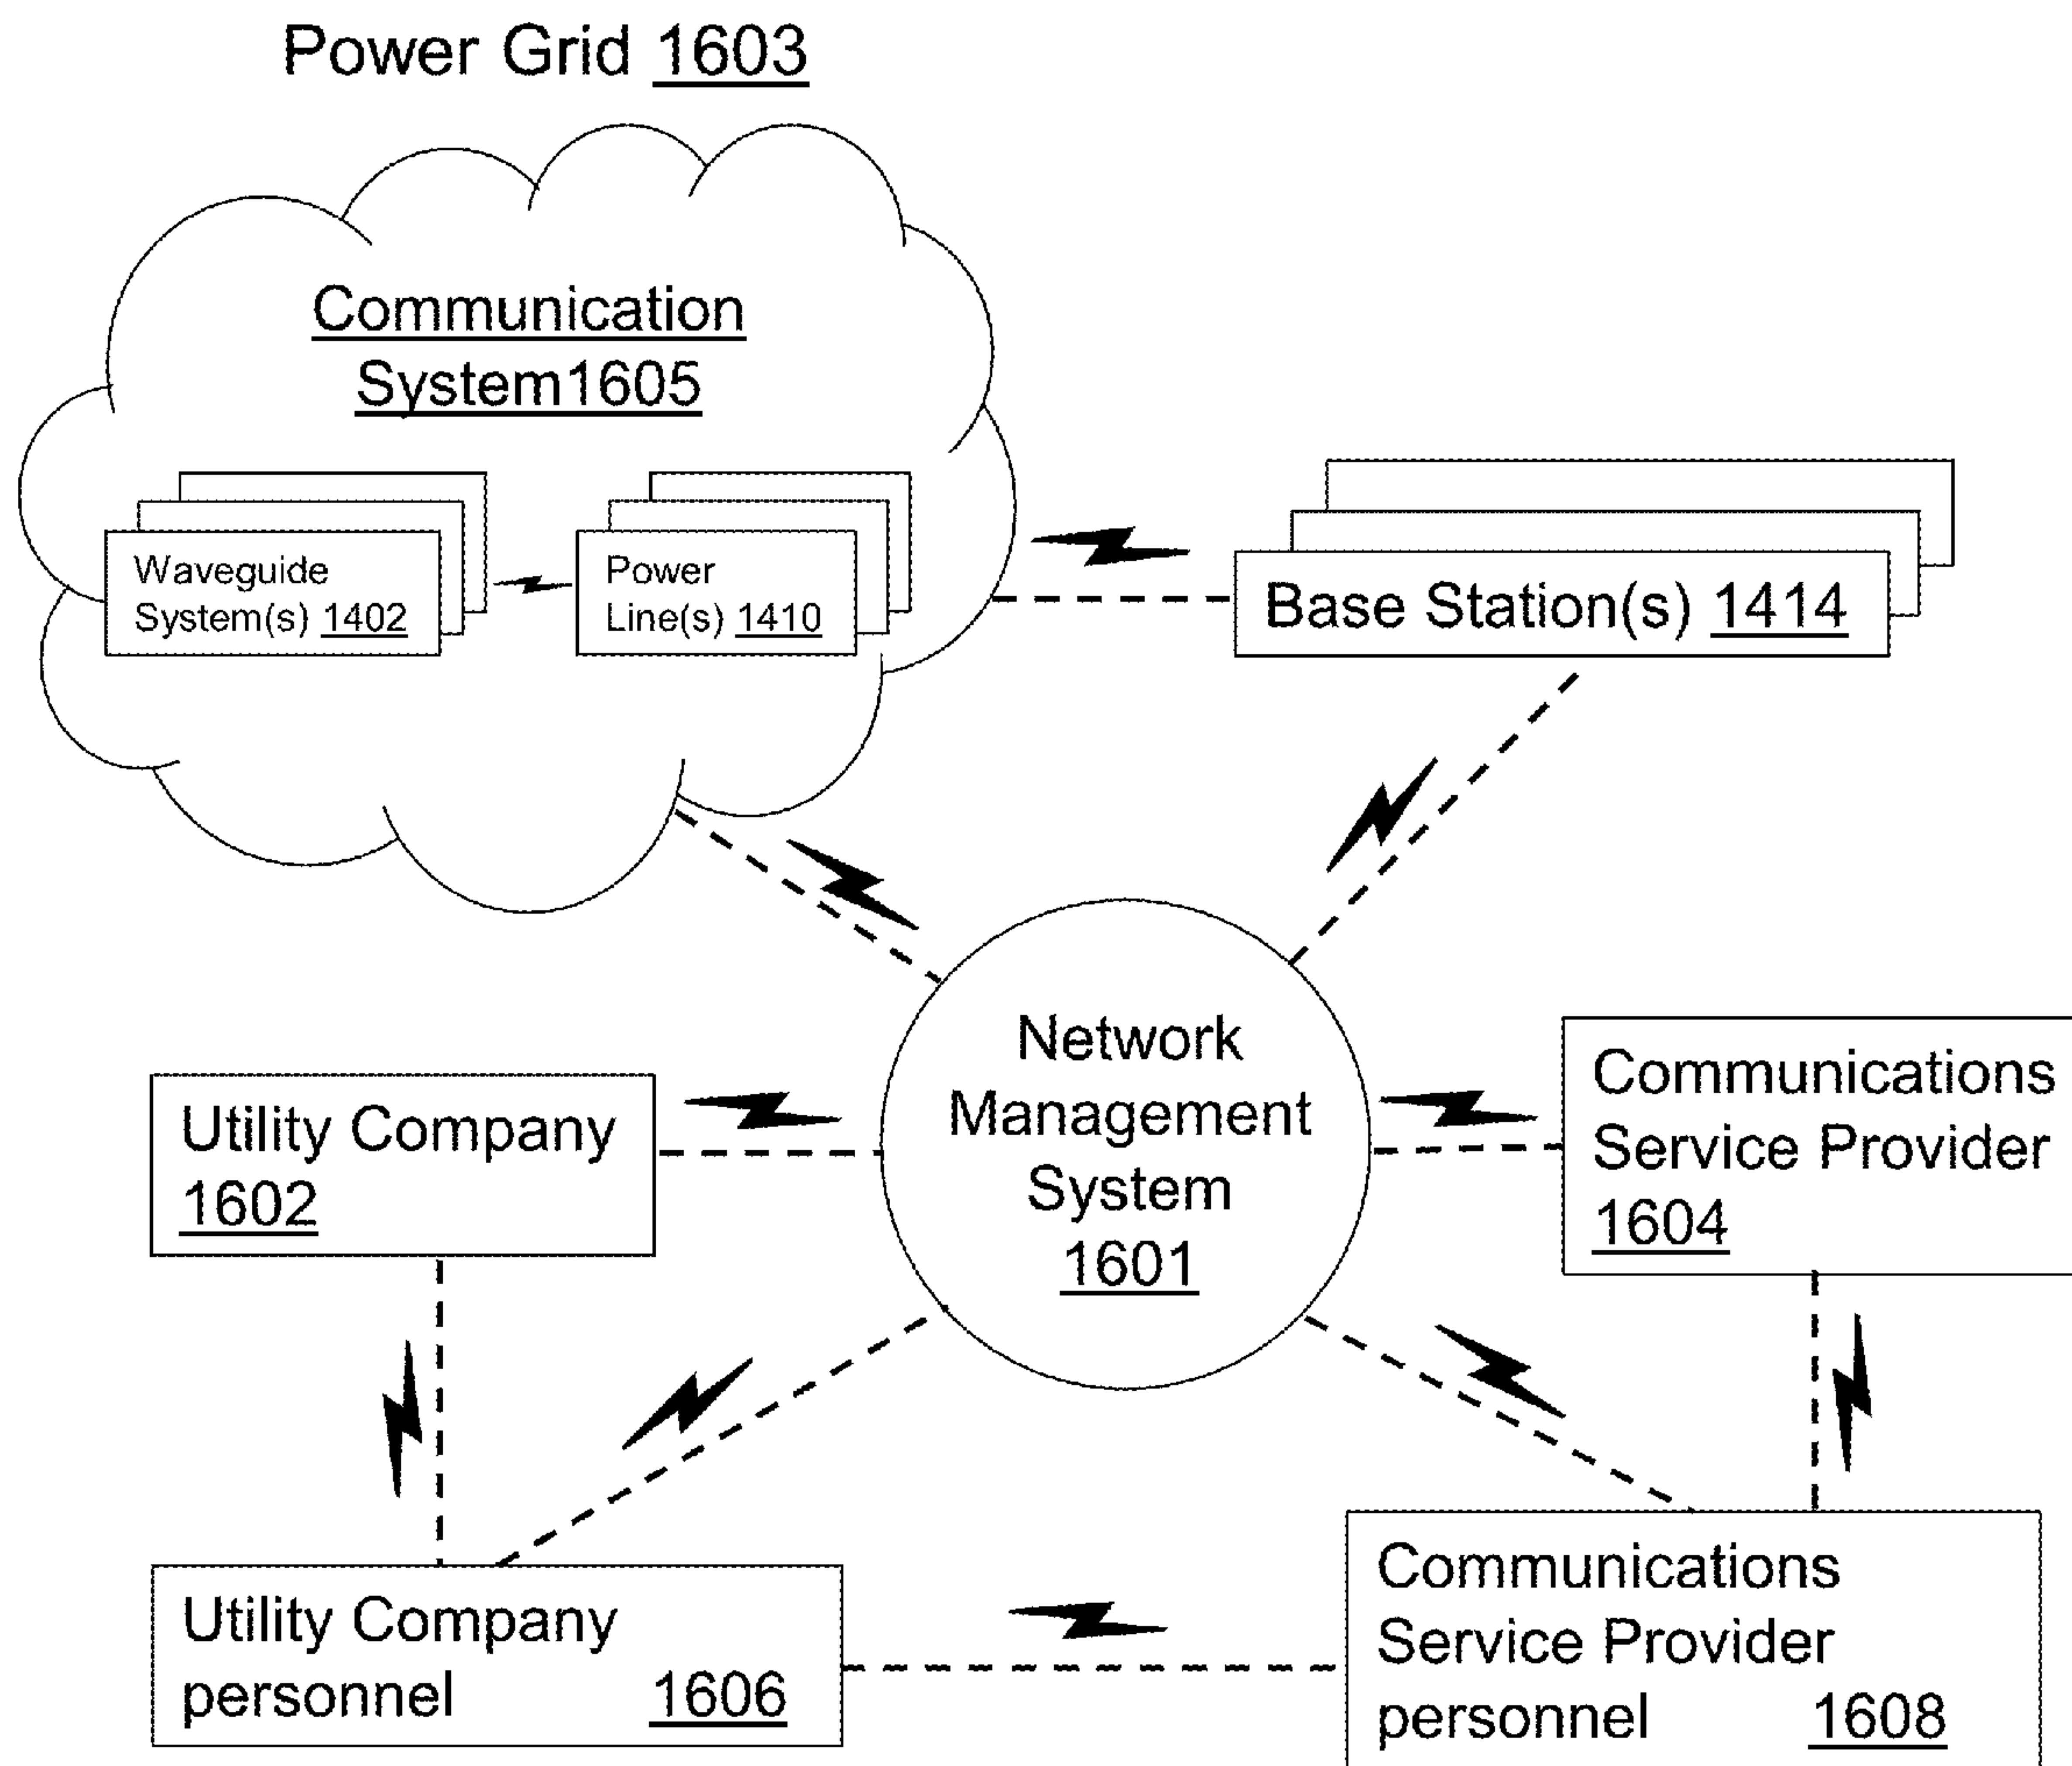 Power Grid 1603
Communication
System1605
Waveguide
System(s) 1402
Power
Line(s) 1410
Base Station(s) 1414
Network
Management
System
1601
Utility Company
1602
Communications
Service Provider
1604
Utility Company
personnel 1606
Communications
Service Provider
personnel 1608